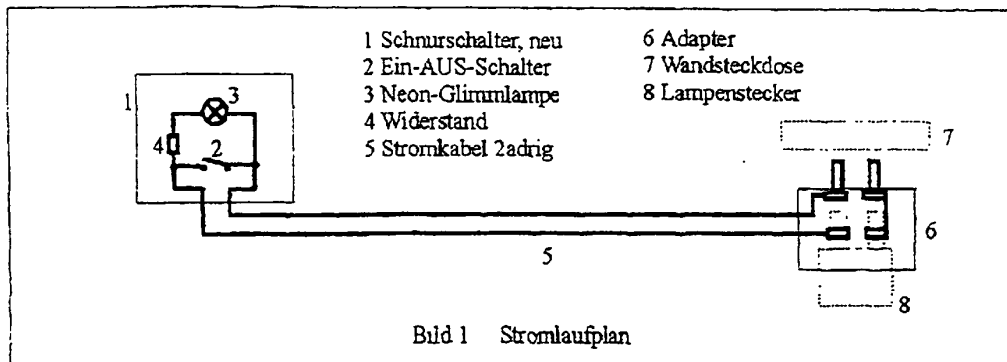 1 Schnurschalter, neu
2 Ein-AUS-Schalter
3 Neon-Glimmlampe
4 Widerstand
5 Stromkabel 2adrig
6 Adapter
7 Wandsteckdose
8 Lampenstecker
1
3
4
2
7
6
5
8
Bild 1 Stromlaufplan